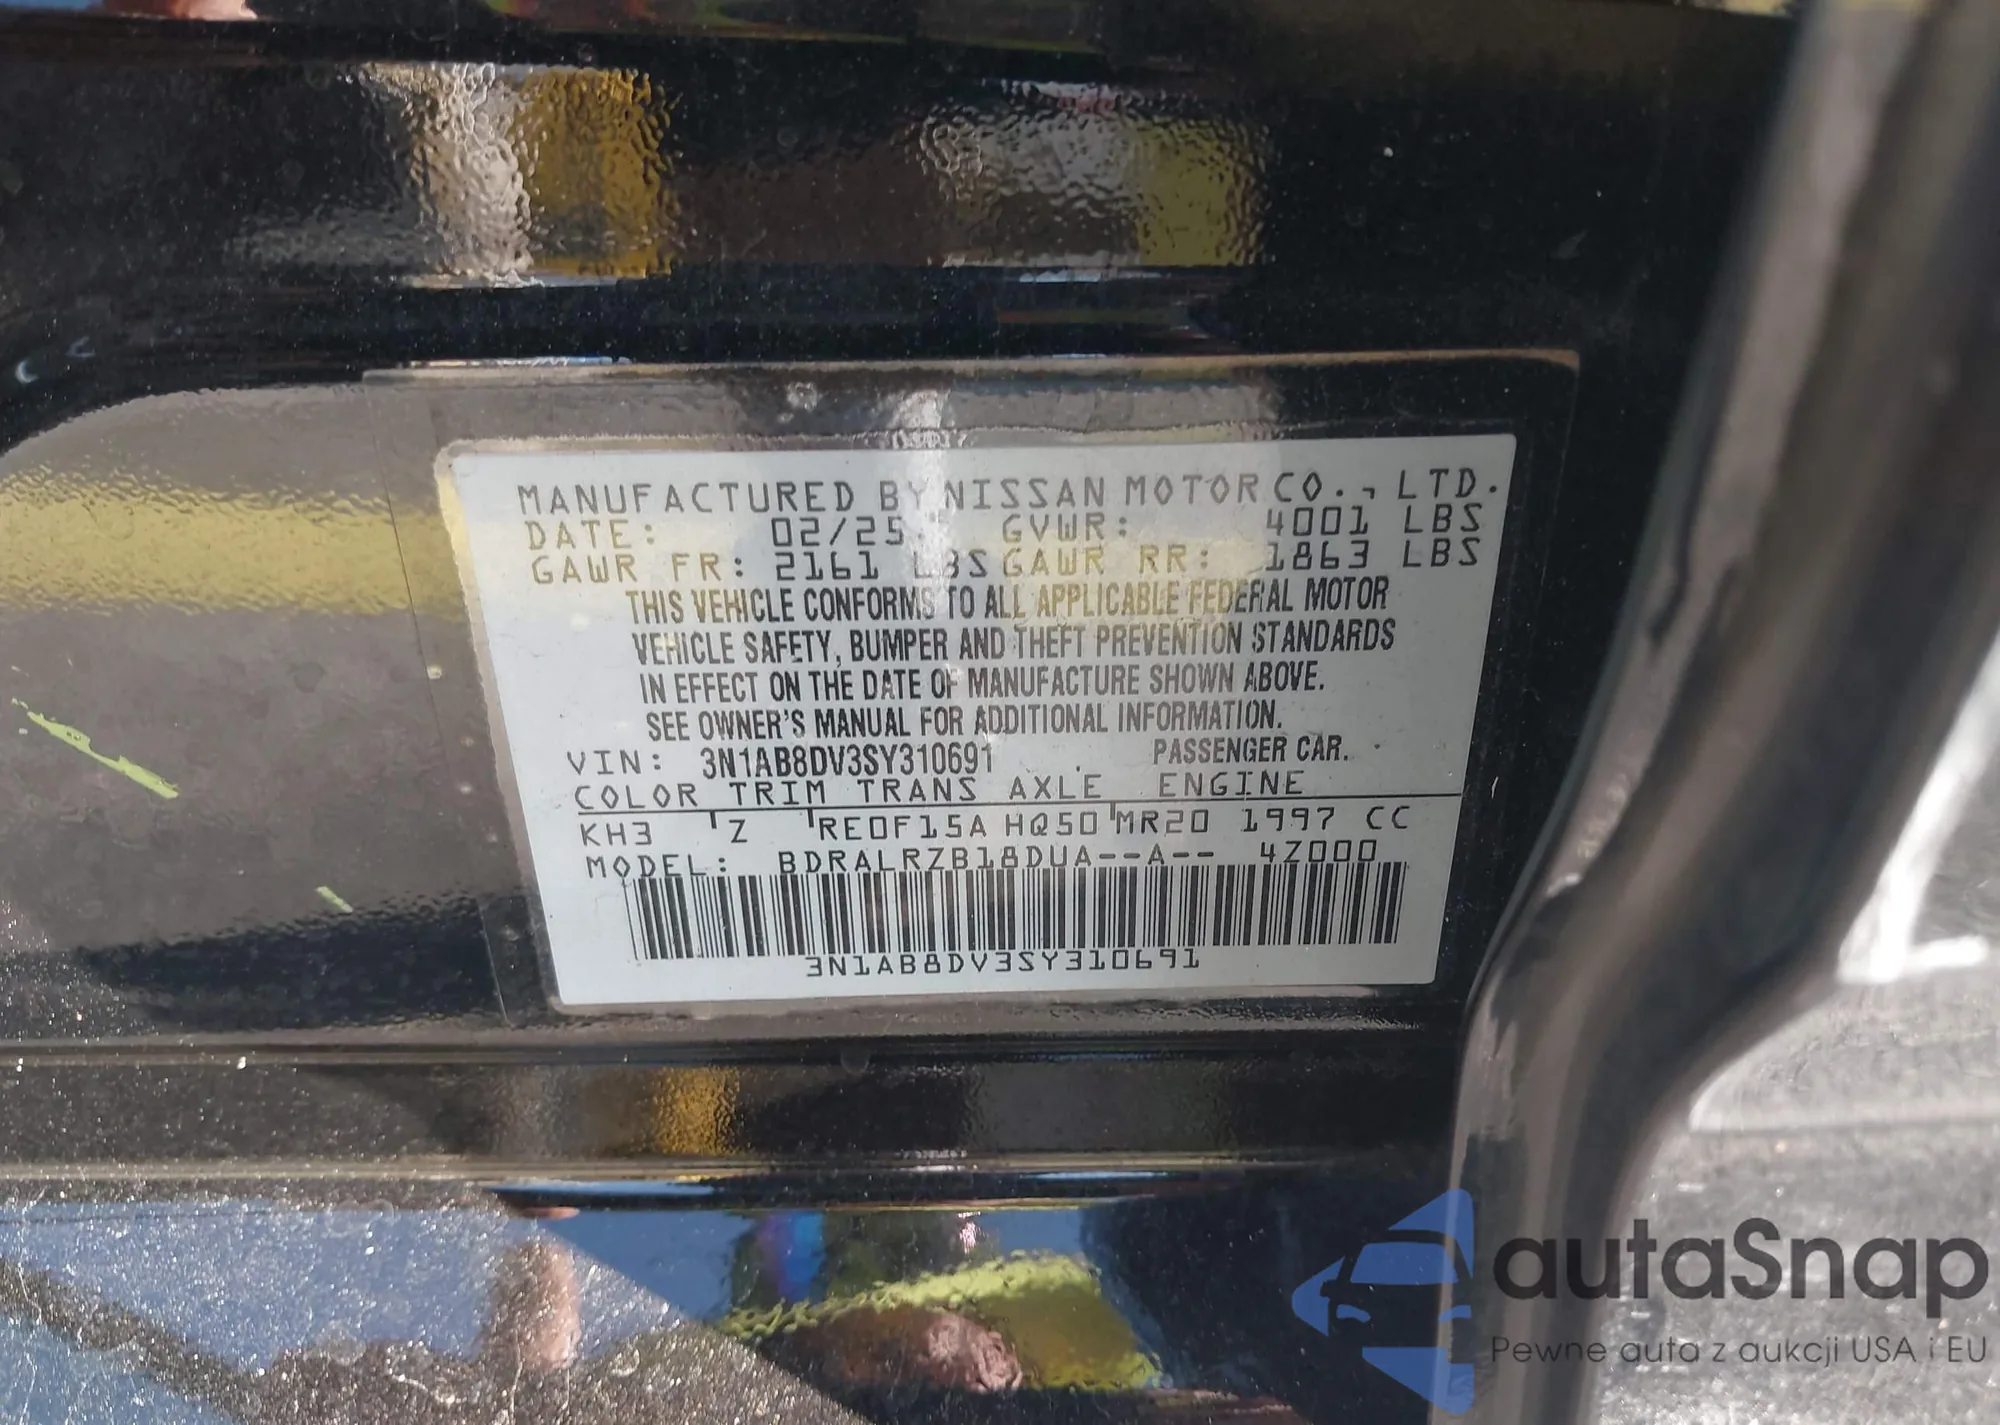 MANUFACTURED BY NISSAN MOTOR CO., LTD.
DATE: 02/25 GVWR: 4001 LBS
GAWR FR: 2161 LBS GAWR RR: 1863 LBS
THIS VEHICLE CONFORMS TO ALL APPLICABLE FEDERAL MOTOR
VEHICLE SAFETY, BUMPER AND THEFT PREVENTION STANDARDS
IN EFFECT ON THE DATE OF MANUFACTURE SHOWN ABOVE.
SEE OWNER'S MANUAL FOR ADDITIONAL INFORMATION.
VIN: 3N1AB8DV3SY310691 PASSENGER CAR.
COLOR TRIM TRANS AXLE ENGINE
KH3 Z RE0F15A HQ50 MR20 1997 CC
MODEL: BDRALRZB18DUA--A-- 4Z000
3N1AB8DV3SY310691
autaSnap
Pewne auta z aukcji USA i EU